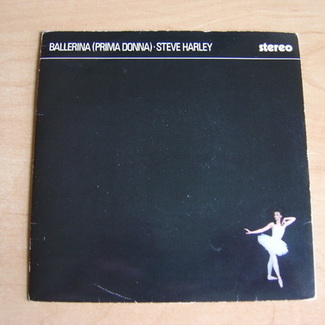 BALLERINA (PRIMA DONNA) · STEVE HARLEY stereo